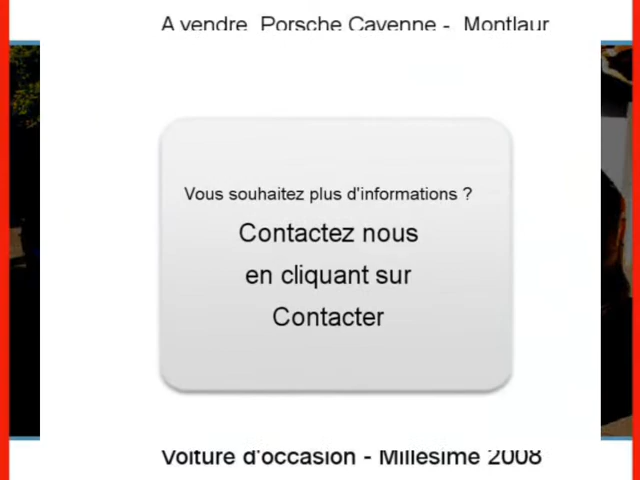 A vendre Porsche Cayenne - Montlaur
Vous souhaitez plus d'informations ?
Contactez nous
en cliquant sur
Contacter
Voiture d'occasion - Millesime 2008